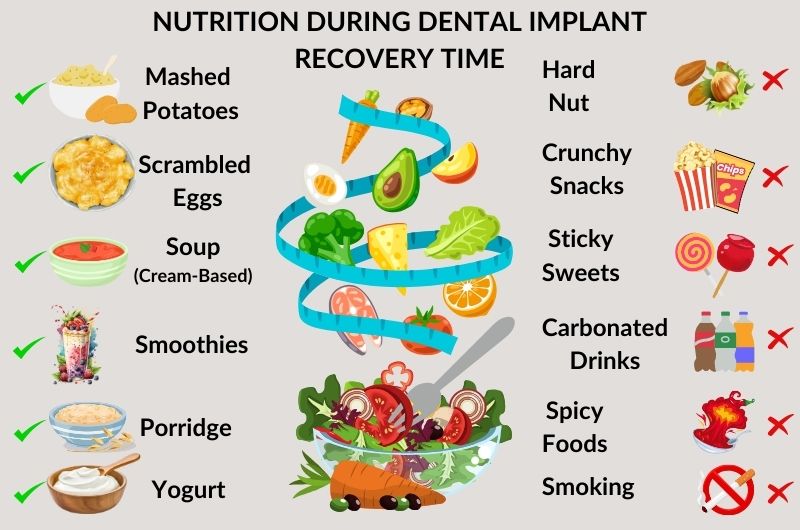 NUTRITION DURING DENTAL IMPLANT
RECOVERY TIME
Mashed
Potatoes
Scrambled
Eggs
Soup
(Cream-Based)
Smoothies
Porridge
Yogurt
Hard
Nut
Crunchy
Snacks
Chips
Sticky
Sweets
Carbonated
Drinks
Spicy
Foods
Smoking